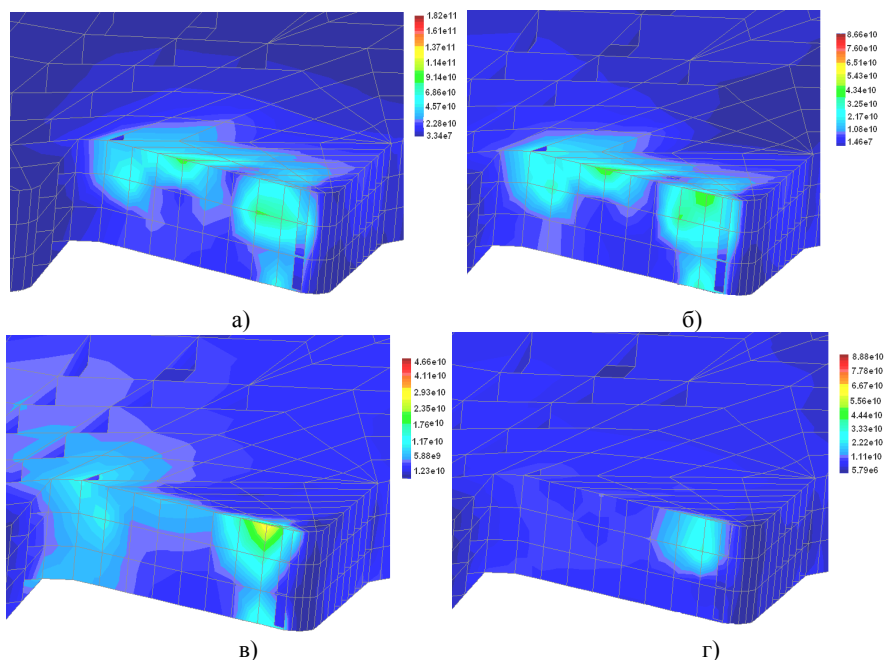 1.82e11
1.61e11
1.37e11
1.14e11
9.14e10
6.86e10
4.57e10
2.28e10
3.34e7
8.66e10
7.60e10
6.51e10
5.43e10
4.34e10
3.25e10
2.17e10
1.08e10
1.46e7
а)
б)
4.66e10
4.11e10
2.93e10
2.35e10
1.76e10
1.17e10
5.88e9
1.23e10
8.88e10
7.78e10
6.67e10
5.56e10
4.44e10
3.33e10
2.22e10
1.11e10
5.79e6
в)
г)